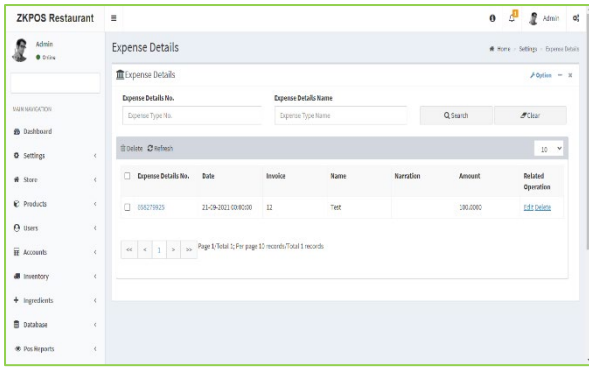 ZKPOS Restaurant
Admin
Admin
Online
Expense Details
Home > Settings > Expense Details
Expense Details
Option
Expense Details No.
Expense Details Name
Expense Type No.
Expense Type Name
Search
Clear
MAIN NAVIGATION
Dashboard
Settings
Store
Products
Users
Accounts
Inventory
Ingredients
Database
Pos Reports
Delete Refresh
10
Expense Details No. Date Invoice Name Narration Amount Related Operation
21-09-2021 00:00:00 12 Test 100.0000 Edit Delete
<< < 1 > >> Page 1/Total 1; Per page 10 records/Total 1 records